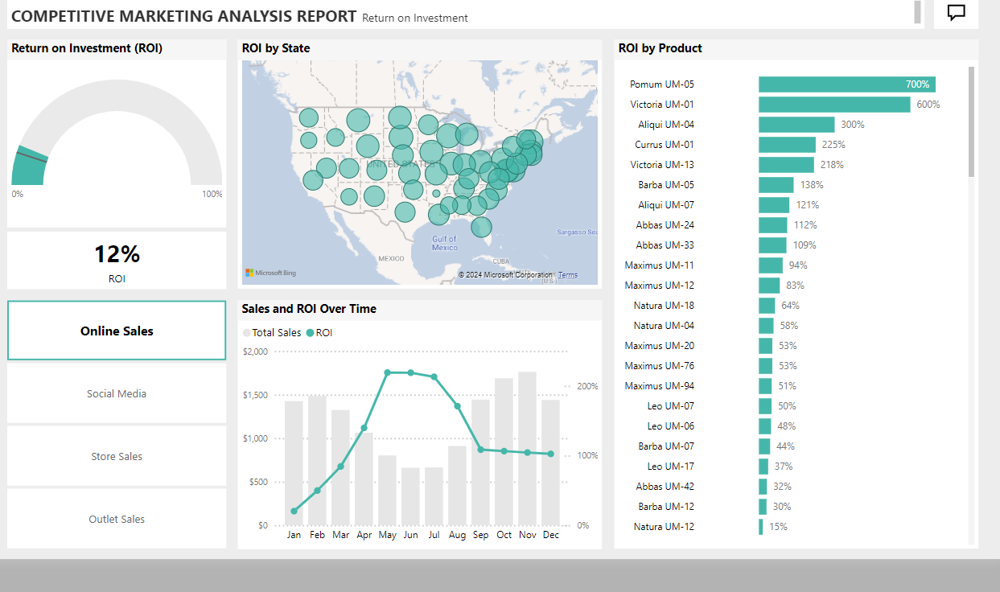 COMPETITIVE MARKETING ANALYSIS REPORT Return on Investment
Return on Investment (ROI)
0%
100%
12%
ROI
Online Sales
Social Media
Store Sales
Outlet Sales
ROI by State
UNITED STATES
Gulf of
Mexico
Sargasso Sea
MEXICO
CUBA
Microsoft Bing
© 2024 Microsoft Corporation Terms
(U.S.)
Sales and ROI Over Time
Total Sales ROI
$2,000
$1,500
$1,000
$500
$0
200%
100%
0%
Jan Feb Mar Apr May Jun Jul Aug Sep Oct Nov Dec
ROI by Product
Pomum UM-05 700%
Victoria UM-01 600%
Aliqui UM-04 300%
Currus UM-01 225%
Victoria UM-13 218%
Barba UM-05 138%
Aliqui UM-07 121%
Abbas UM-24 112%
Abbas UM-33 109%
Maximus UM-11 94%
Maximus UM-12 83%
Natura UM-18 64%
Natura UM-04 58%
Maximus UM-20 53%
Maximus UM-76 53%
Maximus UM-94 51%
Leo UM-07 50%
Leo UM-06 48%
Barba UM-07 44%
Leo UM-17 37%
Abbas UM-42 32%
Barba UM-12 30%
Natura UM-12 15%